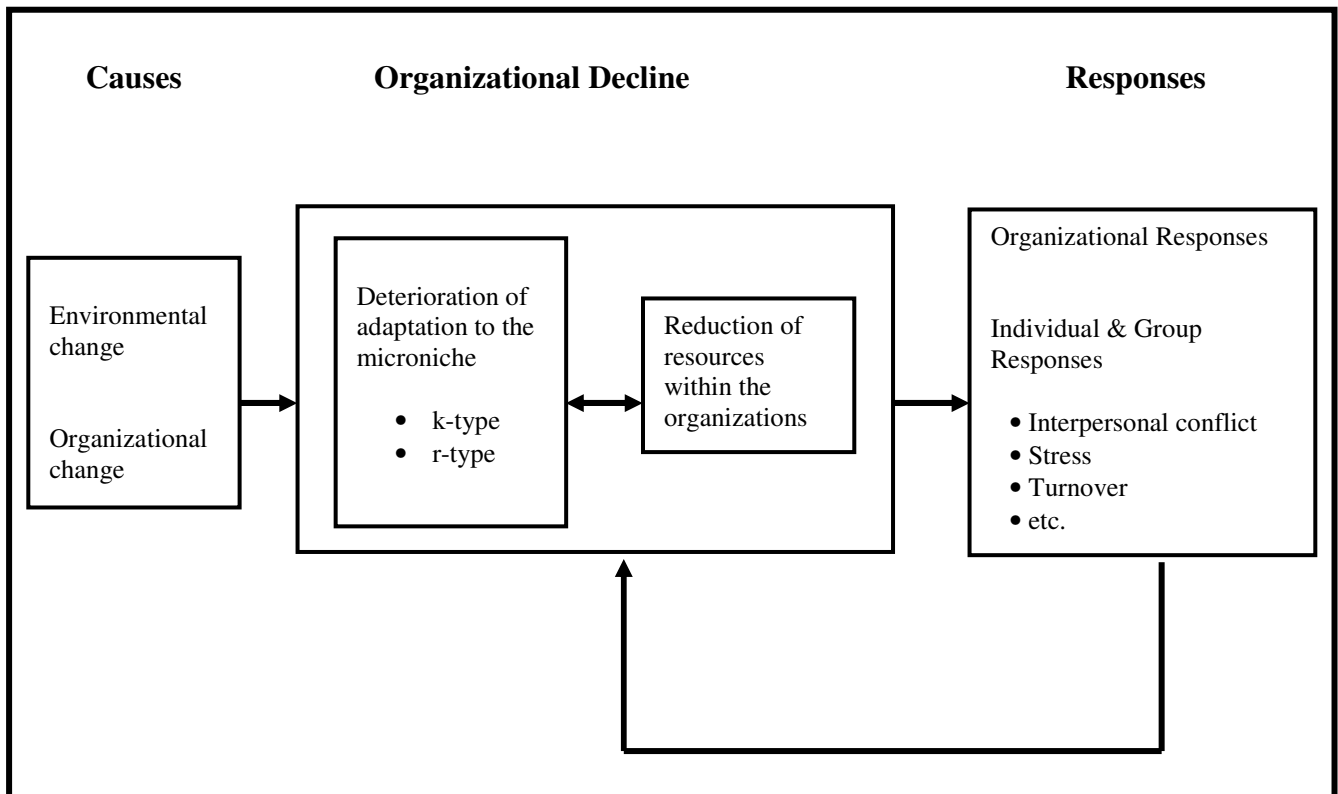 Causes
Organizational Decline
Responses
Environmental
change
Organizational
change
Deterioration of
adaptation to the
microniche
• k-type
• r-type
Reduction of
resources
within the
organizations
Organizational Responses
Individual & Group
Responses
• Interpersonal conflict
• Stress
• Turnover
• etc.